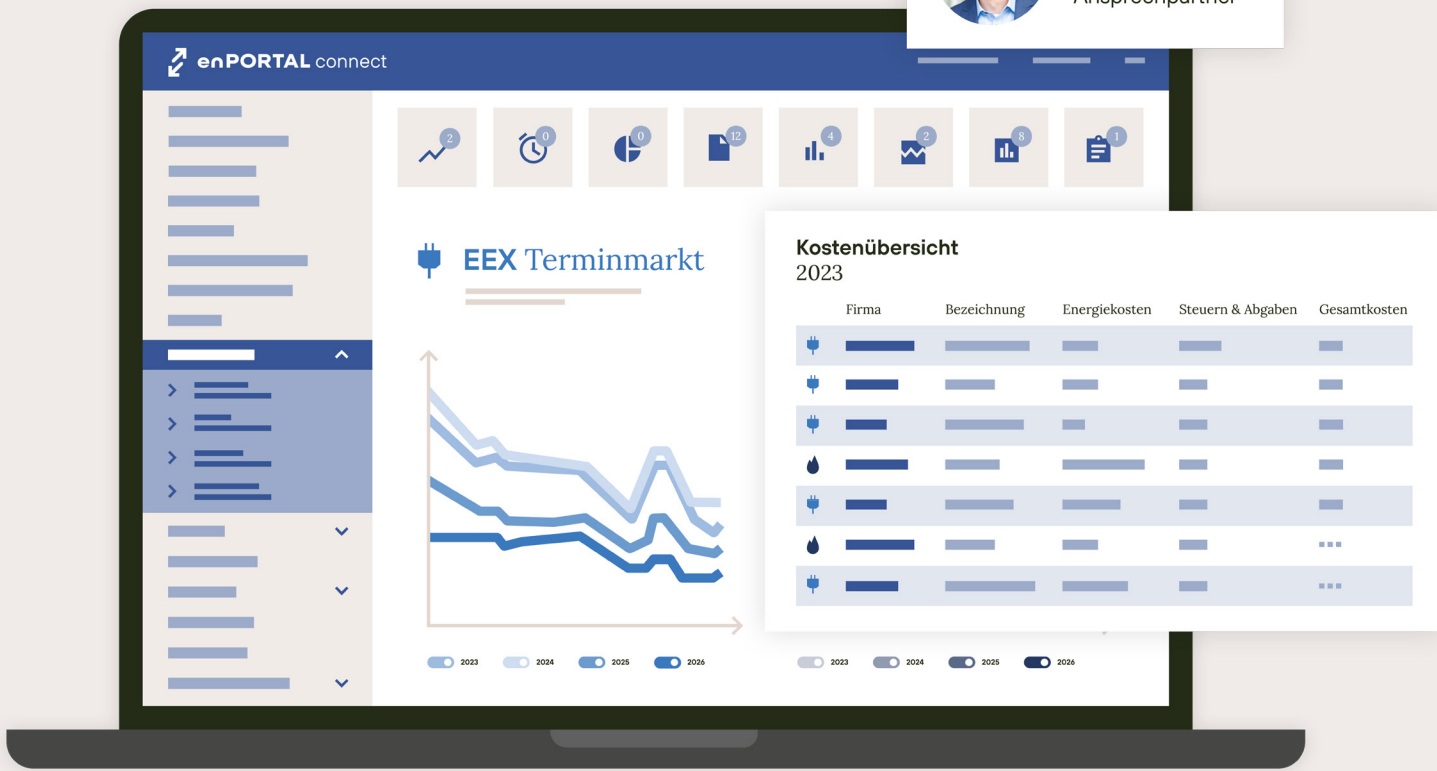 Ansprechpartner
enPORTAL connect
2
0
0
12
4
2
8
1
EEX Terminmarkt
Kostenübersicht
2023
Firma Bezeichnung Energiekosten Steuern & Abgaben Gesamtkosten
2023 2024 2025 2026
2023 2024 2025 2026